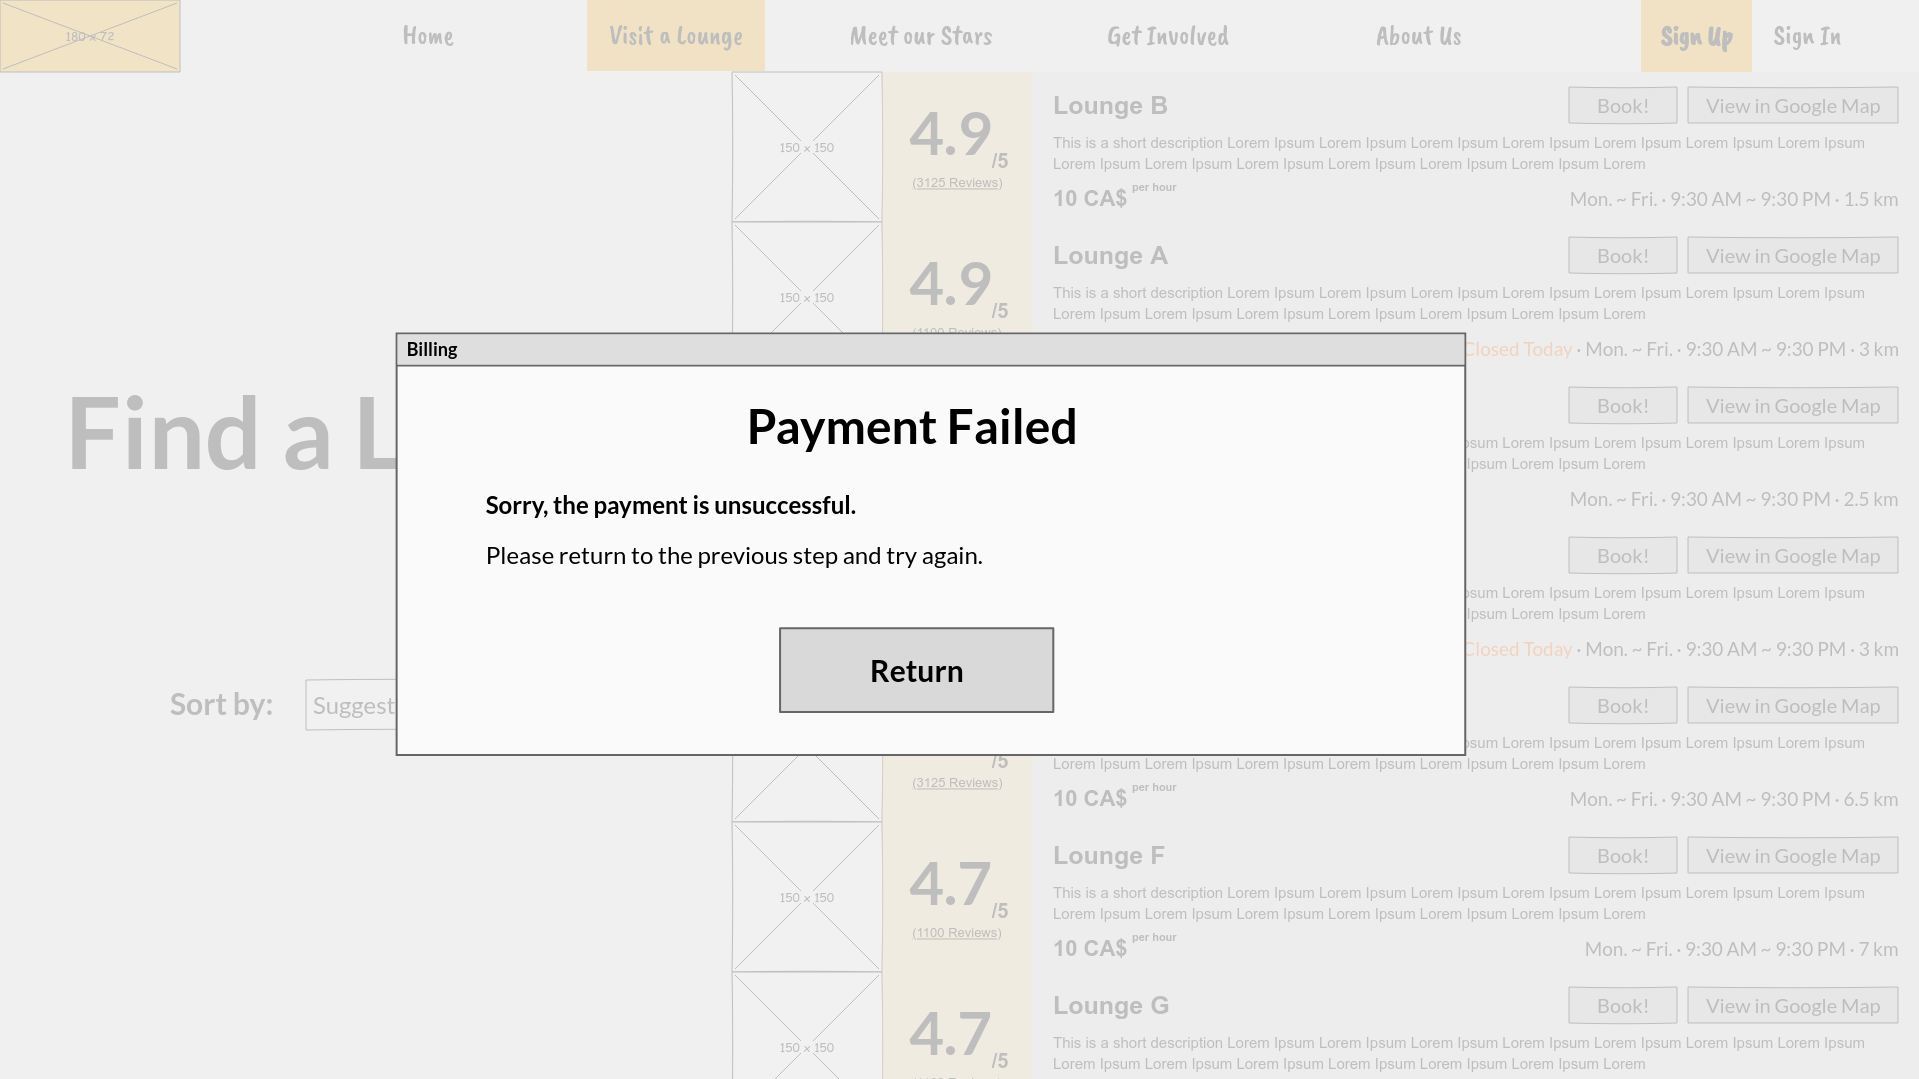 180 x 72
Home
Visit a Lounge
Meet our Stars
Get Involved
About Us
Sign Up
Sign In
150 x 150
4.9
/5
(3125 Reviews)
Lounge B
Book!
View in Google Map
This is a short description Lorem Ipsum Lorem Ipsum Lorem Ipsum Lorem Ipsum Lorem Ipsum Lorem Ipsum Lorem Ipsum
Lorem Ipsum Lorem Ipsum Lorem Ipsum Lorem Ipsum Lorem Ipsum Lorem Ipsum Lorem
10 CA$ per hour
Mon. ~ Fri. · 9:30 AM ~ 9:30 PM · 1.5 km
150 x 150
4.9
/5
(1100 Reviews)
Lounge A
Book!
View in Google Map
This is a short description Lorem Ipsum Lorem Ipsum Lorem Ipsum Lorem Ipsum Lorem Ipsum Lorem Ipsum Lorem Ipsum
Lorem Ipsum Lorem Ipsum Lorem Ipsum Lorem Ipsum Lorem Ipsum Lorem Ipsum Lorem
Closed Today · Mon. ~ Fri. · 9:30 AM ~ 9:30 PM · 3 km
Find a L
Sort by:
Suggest
Billing
Payment Failed
Sorry, the payment is unsuccessful.
Please return to the previous step and try again.
Return
Book!
View in Google Map
psum Lorem Ipsum Lorem Ipsum Lorem Ipsum Lorem Ipsum
Ipsum Lorem Ipsum Lorem
Mon. ~ Fri. · 9:30 AM ~ 9:30 PM · 2.5 km
Book!
View in Google Map
psum Lorem Ipsum Lorem Ipsum Lorem Ipsum Lorem Ipsum
Ipsum Lorem Ipsum Lorem
Closed Today · Mon. ~ Fri. · 9:30 AM ~ 9:30 PM · 3 km
Book!
View in Google Map
psum Lorem Ipsum Lorem Ipsum Lorem Ipsum Lorem Ipsum
Lorem Ipsum Lorem Ipsum Lorem Ipsum Lorem Ipsum Lorem Ipsum Lorem Ipsum Lorem
/5
(3125 Reviews)
10 CA$ per hour
Mon. ~ Fri. · 9:30 AM ~ 9:30 PM · 6.5 km
150 x 150
4.7
/5
(1100 Reviews)
Lounge F
Book!
View in Google Map
This is a short description Lorem Ipsum Lorem Ipsum Lorem Ipsum Lorem Ipsum Lorem Ipsum Lorem Ipsum Lorem Ipsum
Lorem Ipsum Lorem Ipsum Lorem Ipsum Lorem Ipsum Lorem Ipsum Lorem Ipsum Lorem
10 CA$ per hour
Mon. ~ Fri. · 9:30 AM ~ 9:30 PM · 7 km
150 x 150
4.7
/5
Lounge G
Book!
View in Google Map
This is a short description Lorem Ipsum Lorem Ipsum Lorem Ipsum Lorem Ipsum Lorem Ipsum Lorem Ipsum Lorem Ipsum
Lorem Ipsum Lorem Ipsum Lorem Ipsum Lorem Ipsum Lorem Ipsum Lorem Ipsum Lorem